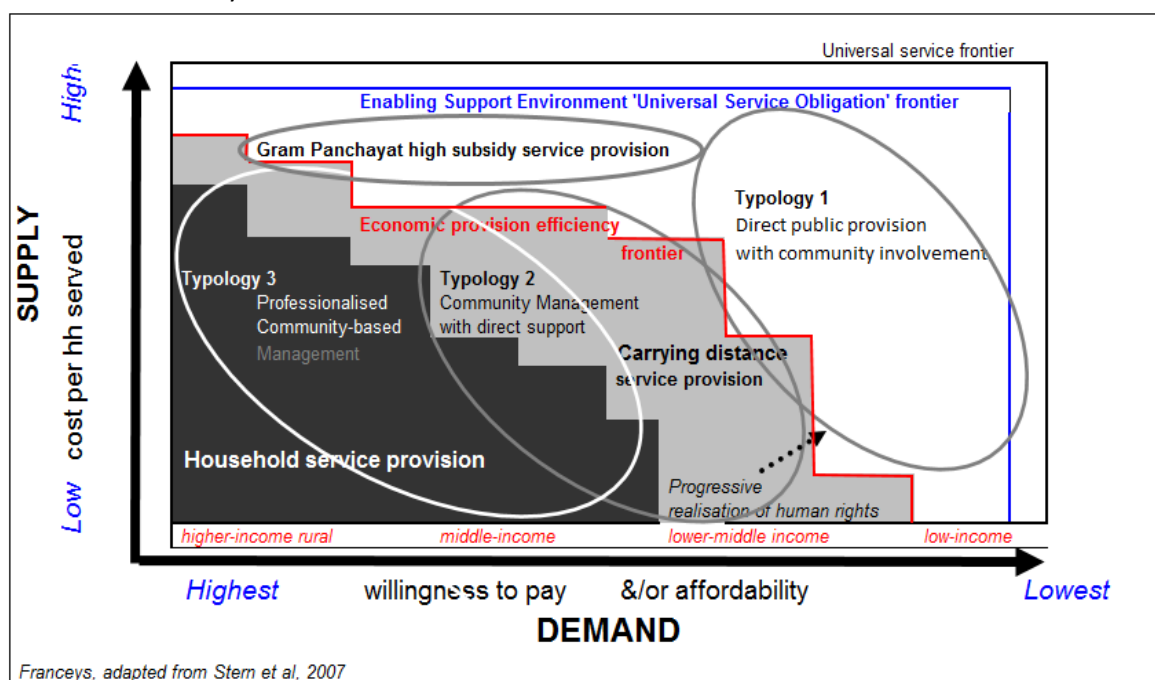 Universal service frontier
Enabling Support Environment 'Universal Service Obligation' frontier
Gram Panchayat high subsidy service provision
Typology 1
Direct public provision
with community involvement
Economic provision efficiency
frontier
Typology 3
Professionalised
Community-based
Management
Typology 2
Community Management
with direct support
Carrying distance
service provision
Household service provision
Progressive
realisation of human rights
higher-income rural
middle-income
lower-middle income
low-income
SUPPLY
High
cost per hh served
Low
Highest
willingness to pay
&/or affordability
Lowest
DEMAND
Franceys, adapted from Stern et al, 2007